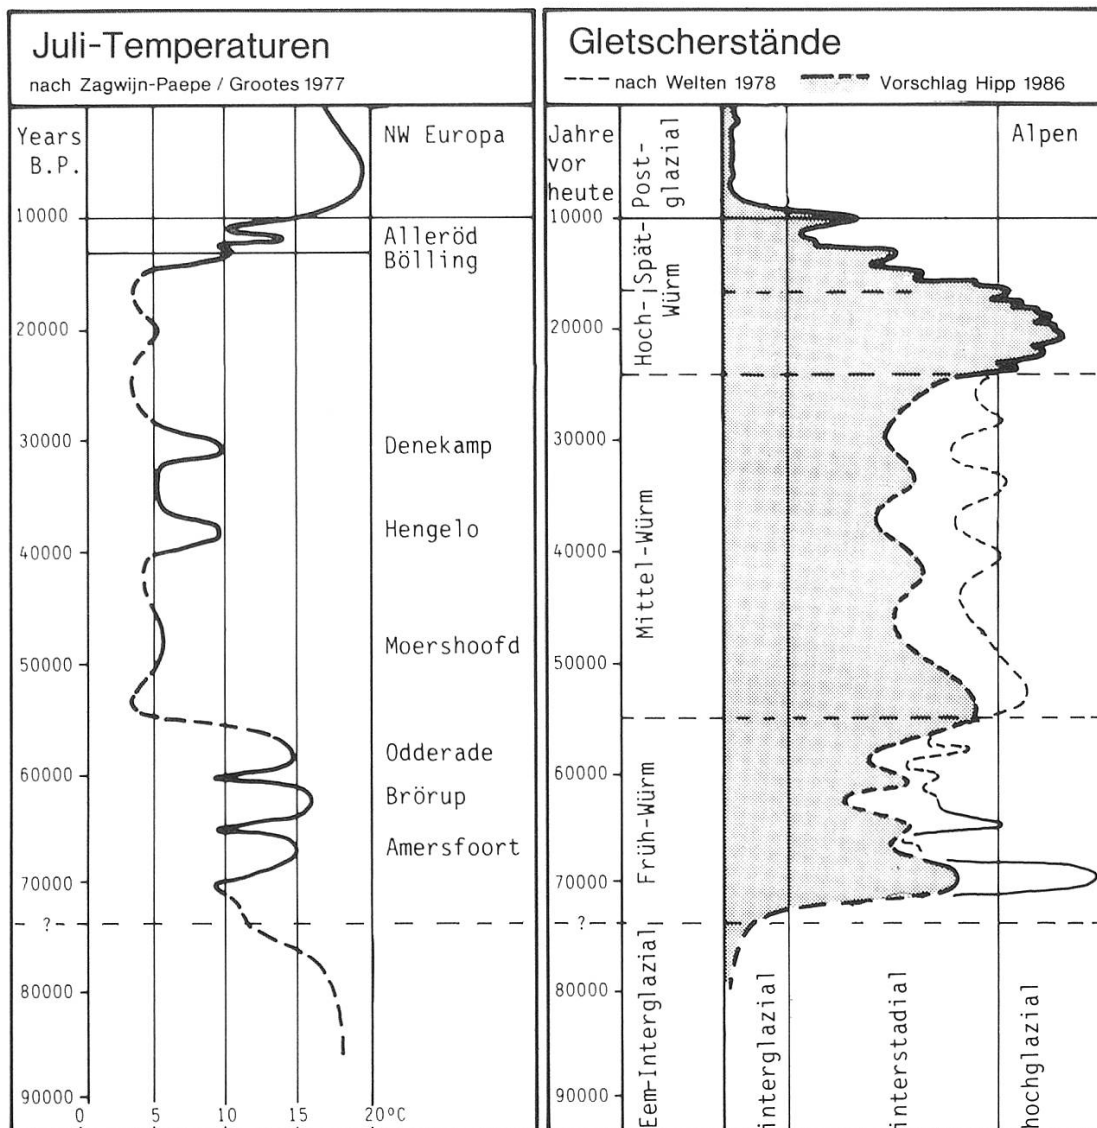 Juli-Temperaturen
nach Zagwijn-Paepe / Grootes 1977
Years
B.P.
NW Europa
10000
Alleröd
Bölling
20000
30000
Denekamp
Hengelo
40000
Moershoofd
50000
Odderade
60000
Brörup
Amersfoort
70000
?
80000
90000
0 5 10 15 20°C
Gletscherstände
nach Welten 1978 Vorschlag Hipp 1986
Jahre
vor
heute
Alpen
10000
20000
30000
40000
50000
60000
70000
?
80000
90000
Post-
glazial
Hoch-|Spät-
Würm
Mittel-Würm
Früh-Würm
Eem-Interglazial
interglazial
interstadial
hochglazial